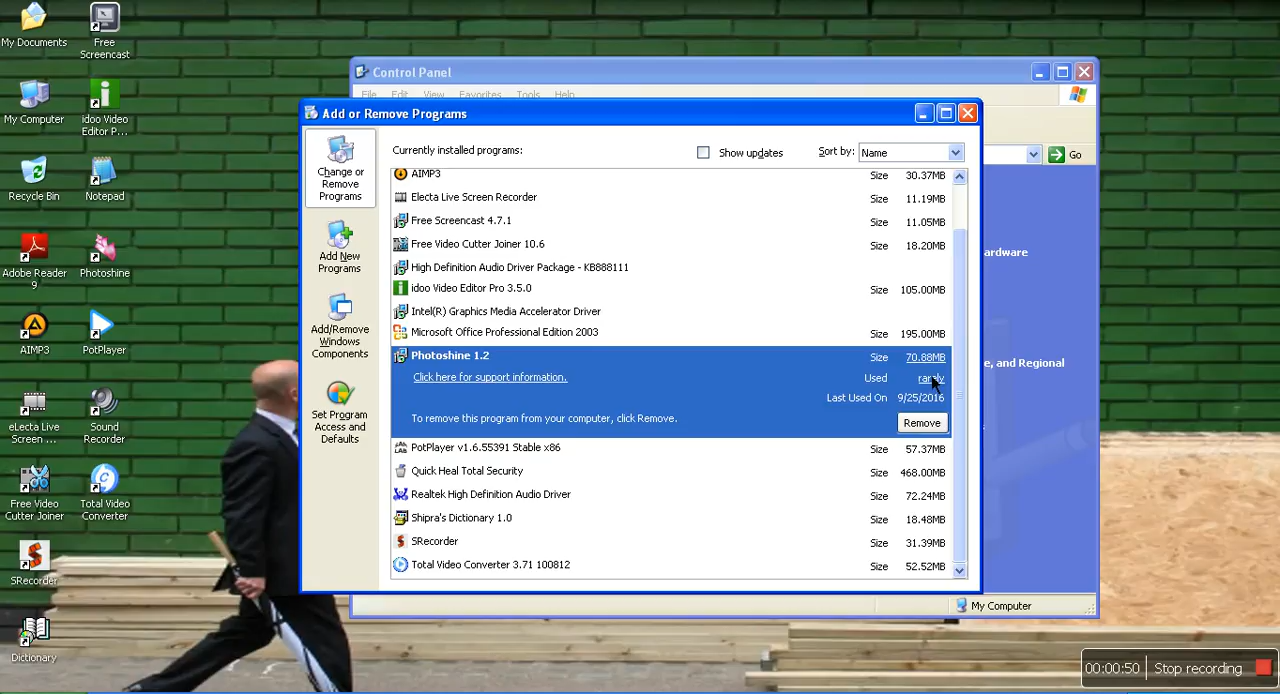 My Documents
Free
Screencast
My Computer
idoo Video
Editor P...
Recycle Bin
Notepad
Adobe Reader
9
Photoshine
AIMP3
PotPlayer
eLecta Live
Screen ...
Sound
Recorder
Free Video
Cutter Joiner
Total Video
Converter
SRecorder
Dictionary
Control Panel
File Edit View Favorites Tools Help
Go
Add or Remove Programs
Change or
Remove
Programs
Add New
Programs
Add/Remove
Windows
Components
Set Program
Access and
Defaults
Currently installed programs:
Show updates
Sort by: Name
AIMP3 Size 30.37MB
Electa Live Screen Recorder Size 11.19MB
Free Screencast 4.7.1 Size 11.05MB
Free Video Cutter Joiner 10.6 Size 18.20MB
High Definition Audio Driver Package - KB888111
idoo Video Editor Pro 3.5.0 Size 105.00MB
Intel(R) Graphics Media Accelerator Driver
Microsoft Office Professional Edition 2003 Size 195.00MB
Photoshine 1.2 Size 70.88MB
Click here for support information. Used rarely
Last Used On 9/25/2016
To remove this program from your computer, click Remove. Remove
PotPlayer v1.6.55391 Stable x86 Size 57.37MB
Quick Heal Total Security Size 468.00MB
Realtek High Definition Audio Driver Size 72.24MB
Shipra's Dictionary 1.0 Size 18.48MB
SRecorder Size 31.39MB
Total Video Converter 3.71 100812 Size 52.52MB
ardware
e, and Regional
My Computer
00:00:50 Stop recording